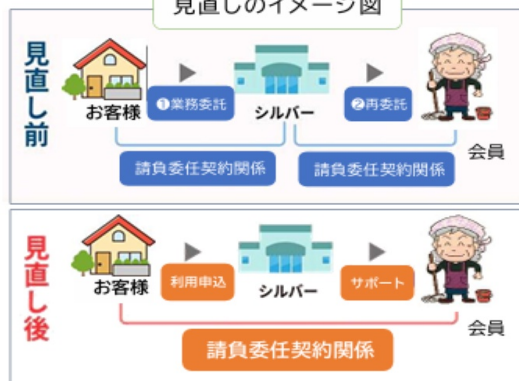 見直しのイメージ図
見直し前
お客様
❶業務委託
シルバー
❷再委託
会員
請負委任契約関係
請負委任契約関係
見直し後
お客様
利用申込
シルバー
サポート
会員
請負委任契約関係